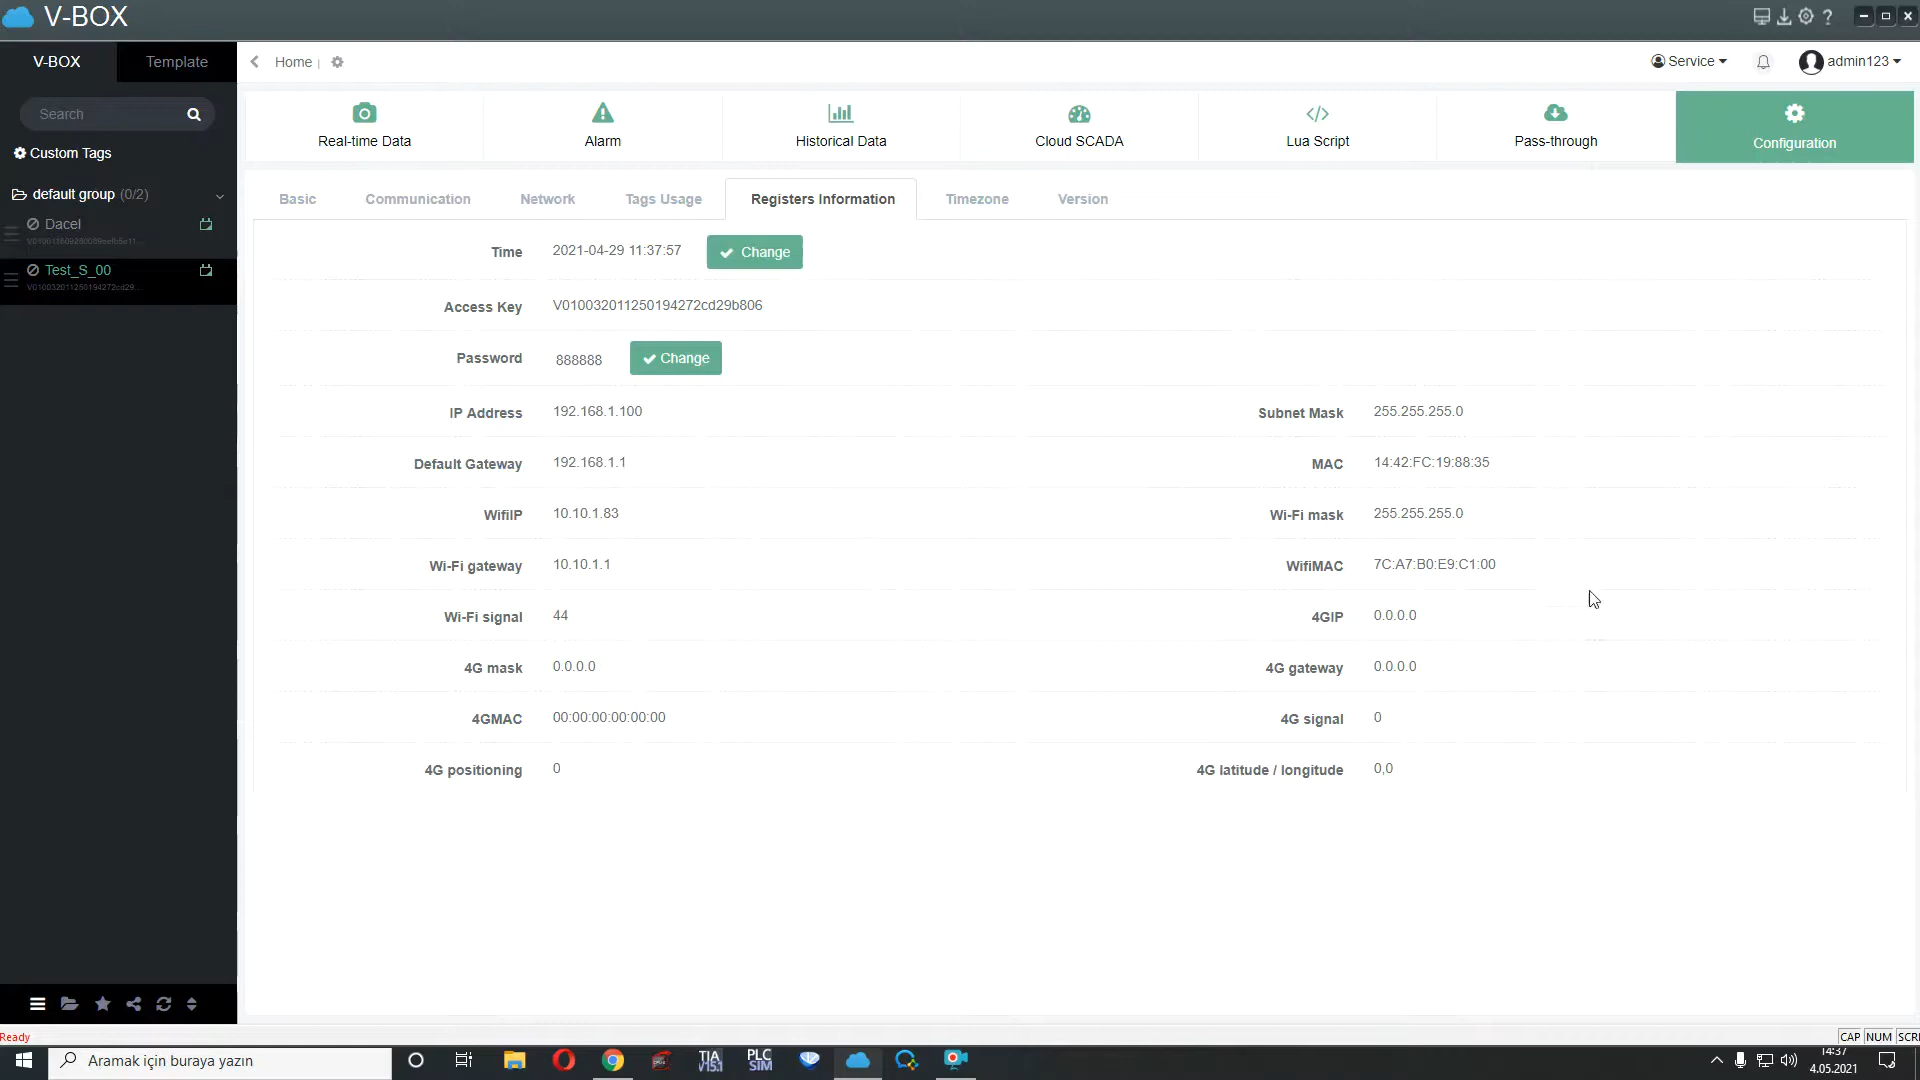 V-BOX
V-BOX
Template
Home |
Service
admin123
Search
Custom Tags
default group (0/2)
Dacel
Test_S_00
V010032011250194272cd29...
Real-time Data
Alarm
Historical Data
Cloud SCADA
Lua Script
Pass-through
Configuration
Basic
Communication
Network
Tags Usage
Registers Information
Timezone
Version
Time 2021-04-29 11:37:57 Change
Access Key V010032011250194272cd29b806
Password 888888 Change
IP Address 192.168.1.100 Subnet Mask 255.255.255.0
Default Gateway 192.168.1.1 MAC 14:42:FC:19:88:35
WifiIP 10.10.1.83 Wi-Fi mask 255.255.255.0
Wi-Fi gateway 10.10.1.1 WifiMAC 7C:A7:B0:E9:C1:00
Wi-Fi signal 44 4GIP 0.0.0.0
4G mask 0.0.0.0 4G gateway 0.0.0.0
4GMAC 00:00:00:00:00:00 4G signal 0
4G positioning 0 4G latitude / longitude 0,0
Ready
CAP NUM SCRL
Aramak için buraya yazın
TIA V15.1
PLC SIM
14:37
4.05.2021